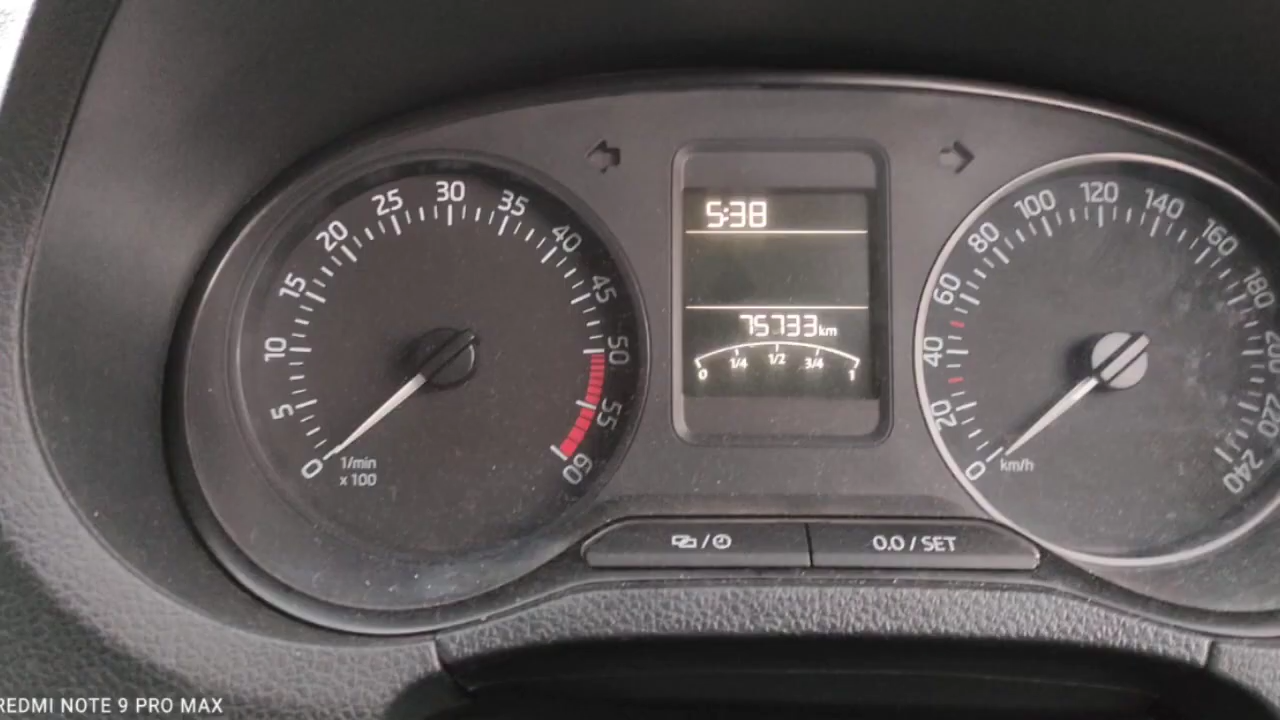 0 5 10 15 20 25 30 35 40 45 50 55 60
1/min
x 100
5:38
75733km
0 1/4 1/2 3/4 1
0 20 40 60 80 100 120 140 160 180 200 220 240
km/h
0.0 / SET
REDMI NOTE 9 PRO MAX